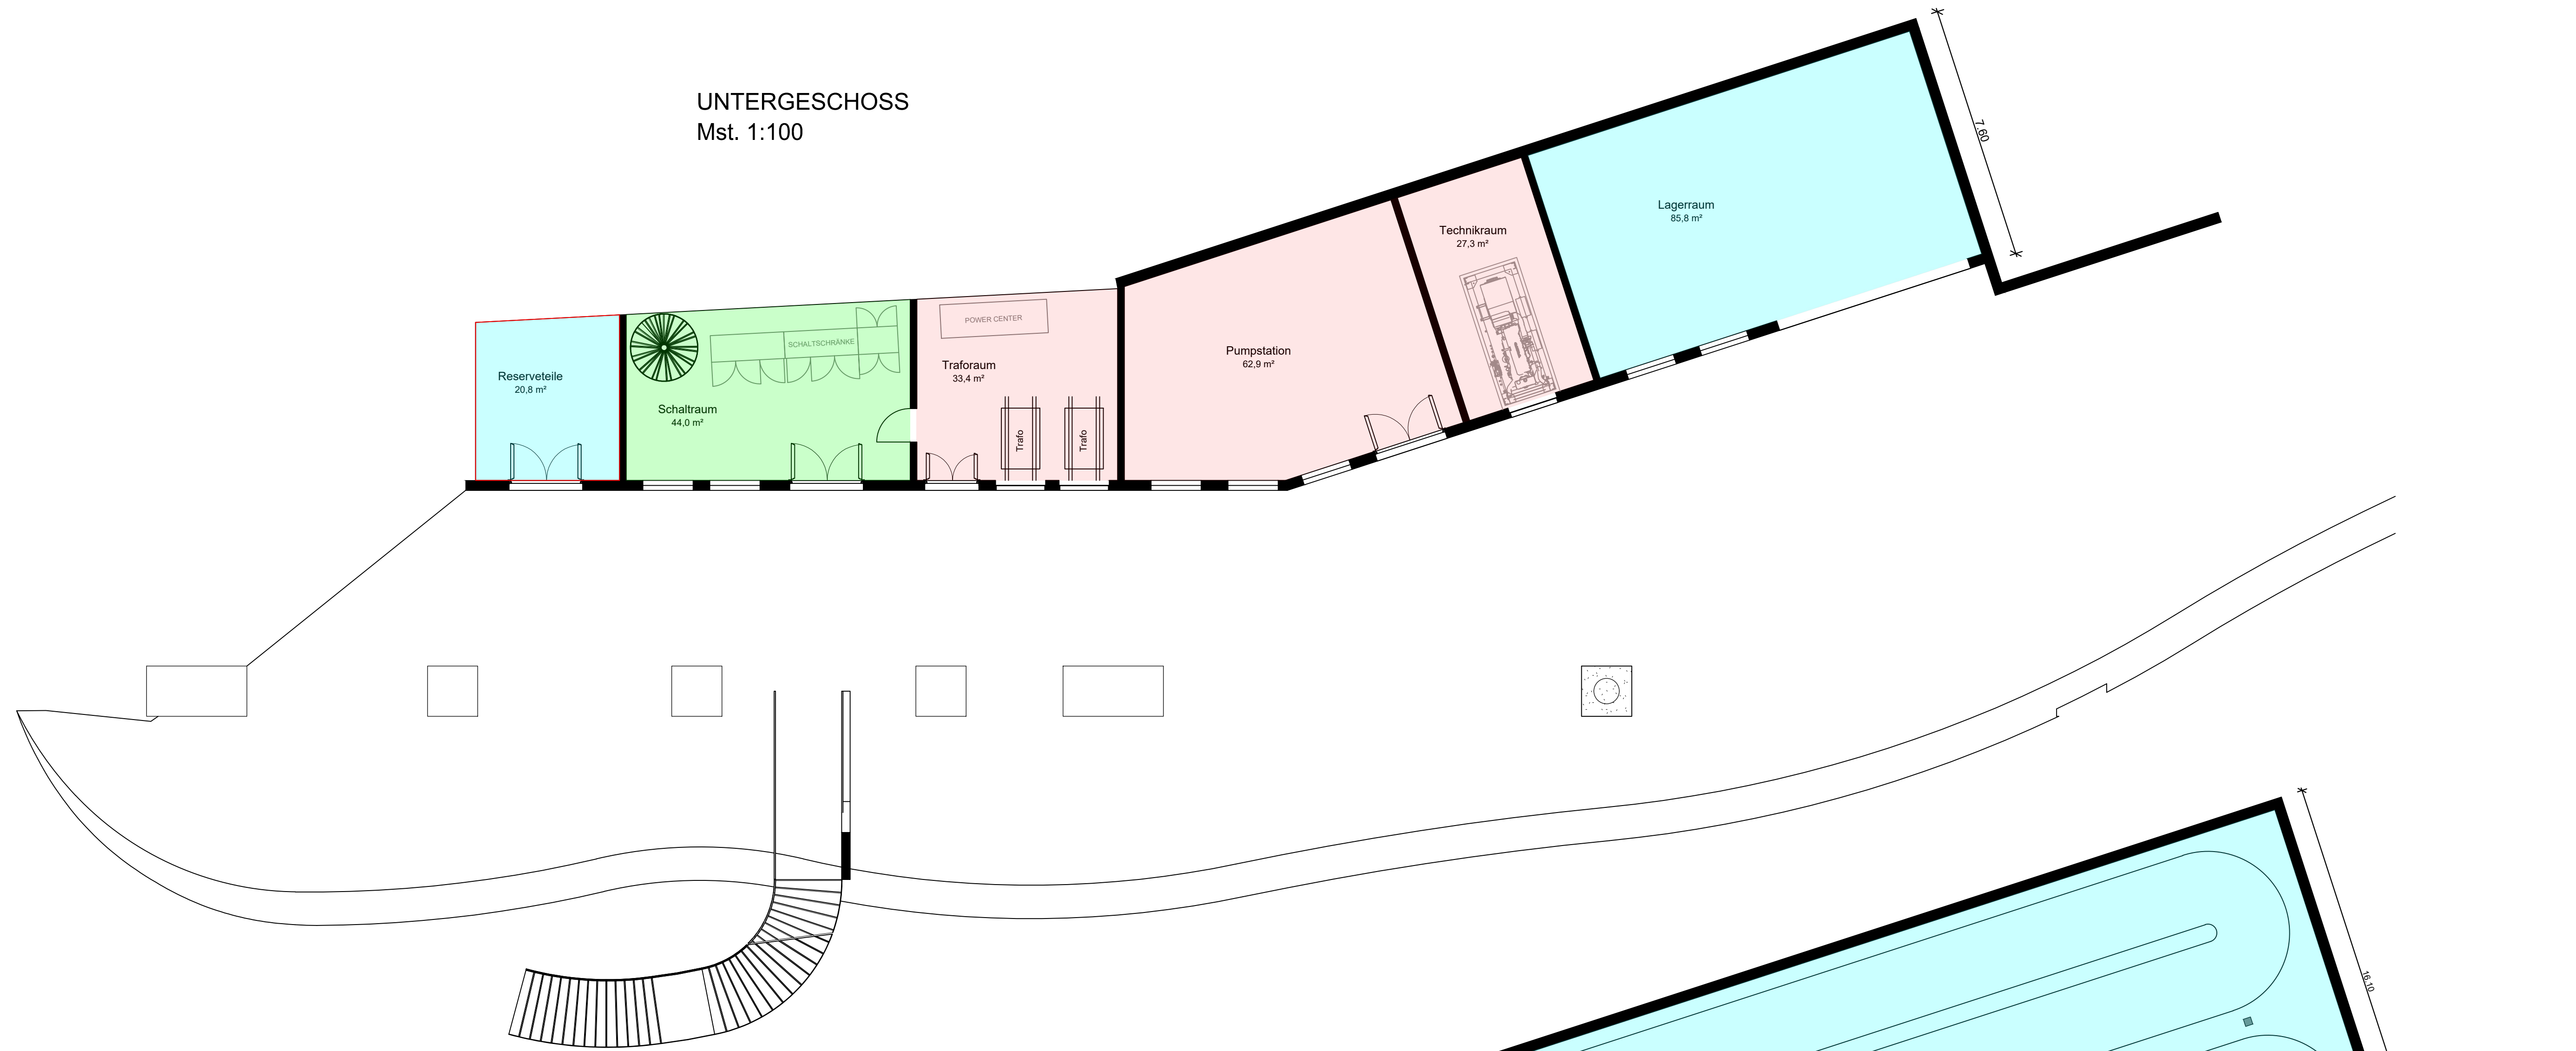 UNTERGESCHOSS
Mst. 1:100
7.60
Lagerraum
85,8 m²
Technikraum
27,3 m²
Pumpstation
62,9 m²
POWER CENTER
Traforaum
33,4 m²
Trafo
Trafo
SCHALTSCHRÄNKE
Schaltraum
44,0 m²
Reserveteile
20,8 m²
16.10